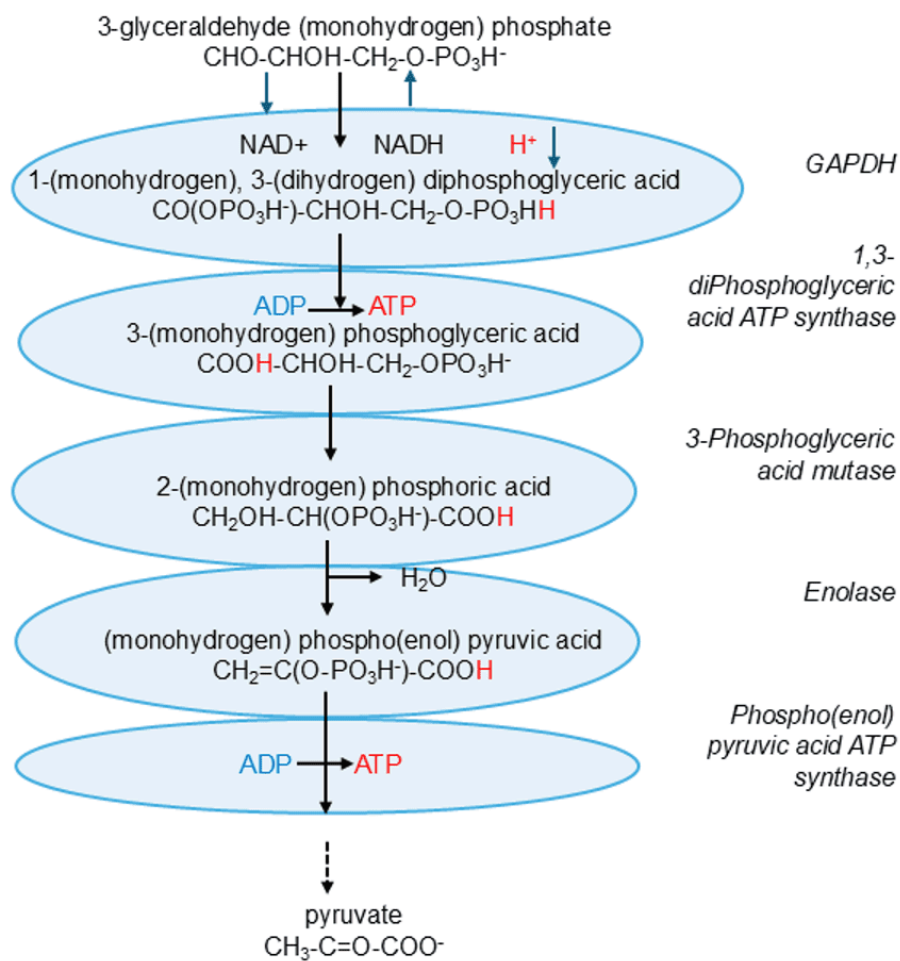 3-glyceraldehyde (monohydrogen) phosphate
CHO-CHOH-CH₂-O-PO₃H⁻
NAD+ NADH H⁺
GAPDH
1-(monohydrogen), 3-(dihydrogen) diphosphoglyceric acid
CO(OPO₃H⁻)-CHOH-CH₂-O-PO₃HH
1,3-
diPhosphoglyceric
acid ATP synthase
ADP ATP
3-(monohydrogen) phosphoglyceric acid
COOH-CHOH-CH₂-OPO₃H⁻
3-Phosphoglyceric
acid mutase
2-(monohydrogen) phosphoric acid
CH₂OH-CH(OPO₃H⁻)-COOH
H₂O
Enolase
(monohydrogen) phospho(enol) pyruvic acid
CH₂=C(O-PO₃H⁻)-COOH
Phospho(enol)
pyruvic acid ATP
synthase
ADP ATP
pyruvate
CH₃-C=O-COO⁻